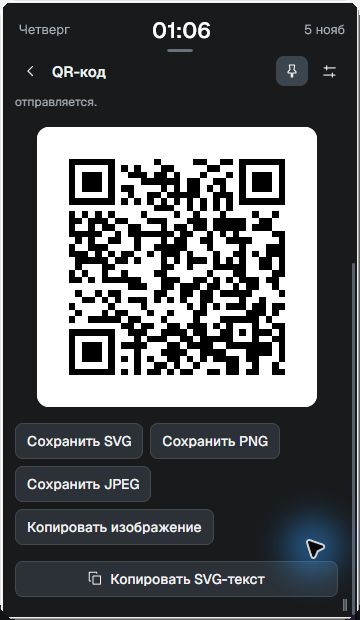 Четверг
01:06
5 нояб
QR-код
отправляется.
Сохранить SVG
Сохранить PNG
Сохранить JPEG
Копировать изображение
Копировать SVG-текст